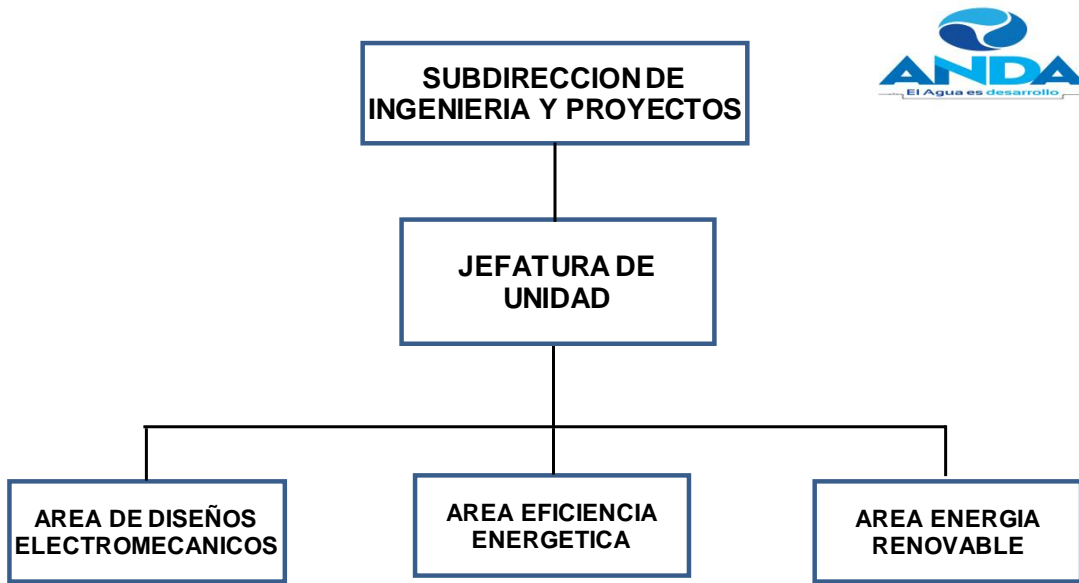 SUBDIRECCION DE
INGENIERIA Y PROYECTOS
ANDA
El Agua es desarrollo
JEFATURA DE
UNIDAD
AREA DE DISEÑOS
ELECTROMECANICOS
AREA EFICIENCIA
ENERGETICA
AREA ENERGIA
RENOVABLE